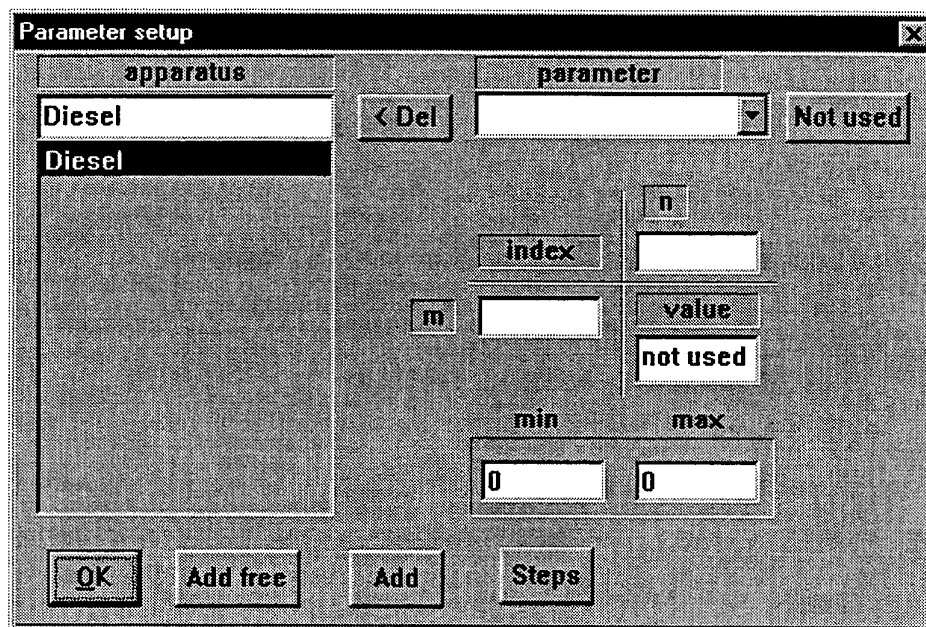 Parameter setup
apparatus
parameter
Diesel
< Del
Not used
Diesel
n
index
m
value
not used
min
max
0
0
OK
Add free
Add
Steps